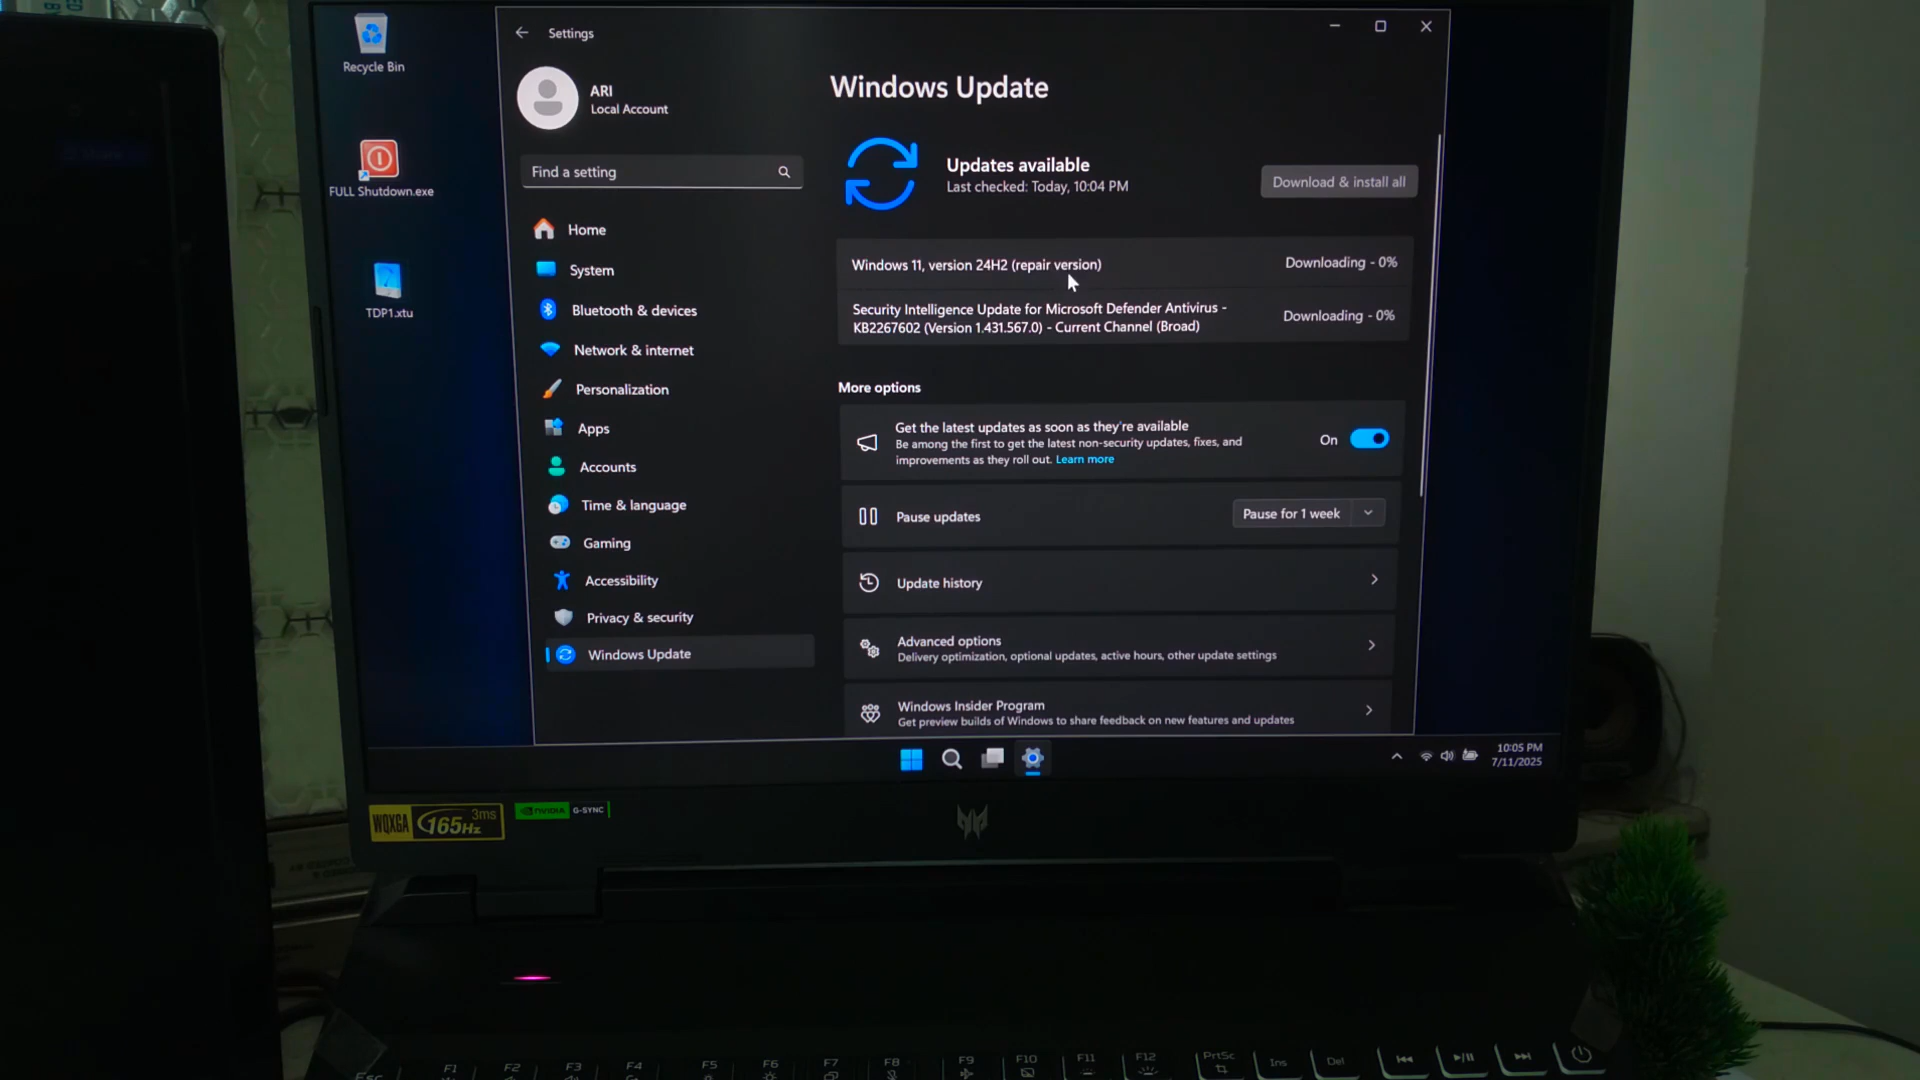 Recycle Bin
FULL Shutdown.exe
TDP1.xtu
Settings
ARI
Local Account
Find a setting
Home
System
Bluetooth & devices
Network & internet
Personalization
Apps
Accounts
Time & language
Gaming
Accessibility
Privacy & security
Windows Update
Windows Update
Updates available
Last checked: Today, 10:04 PM
Download & install all
Windows 11, version 24H2 (repair version)
Downloading - 0%
Security Intelligence Update for Microsoft Defender Antivirus -
KB2267602 (Version 1.431.567.0) - Current Channel (Broad)
Downloading - 0%
More options
Get the latest updates as soon as they're available
Be among the first to get the latest non-security updates, fixes, and
improvements as they roll out. Learn more
On
Pause updates
Pause for 1 week
Update history
Advanced options
Delivery optimization, optional updates, active hours, other update settings
Windows Insider Program
Get preview builds of Windows to share feedback on new features and updates
10:05 PM
7/11/2025
WQXGA 165Hz 3ms
NVIDIA G-SYNC
Esc F1 F2 F3 F4 F5 F6 F7 F8 F9 F10 F11 F12 PrtSc Ins Del